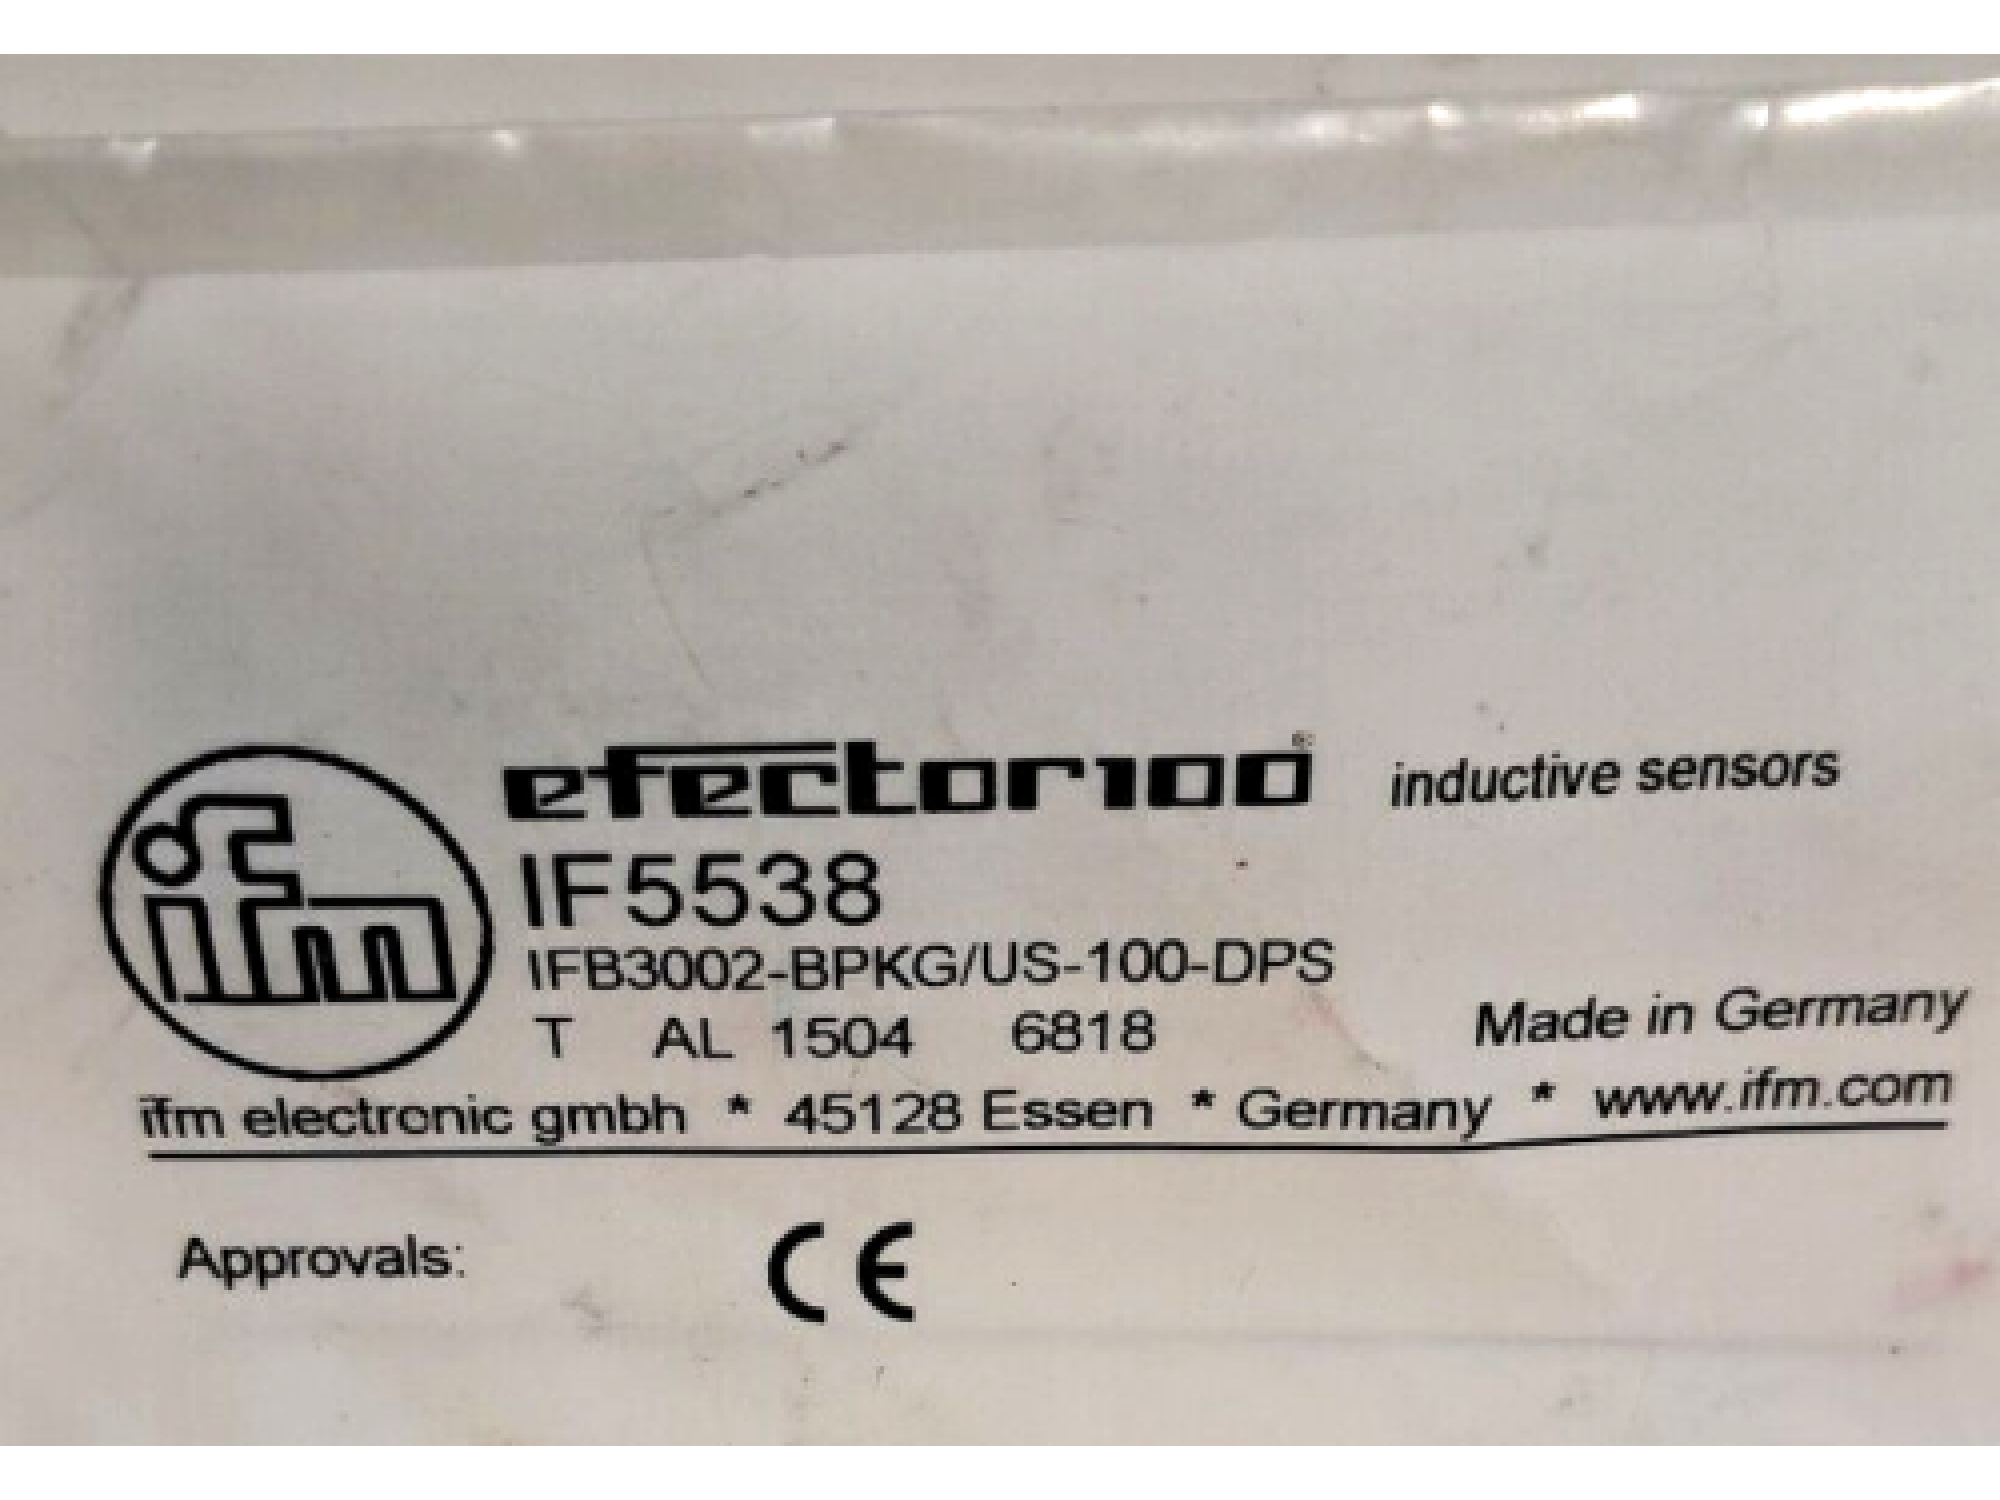 ifm
efector100® inductive sensors
IF5538
IFB3002-BPKG/US-100-DPS
T AL 1504 6818 Made in Germany
ifm electronic gmbh * 45128 Essen * Germany * www.ifm.com
Approvals: CE